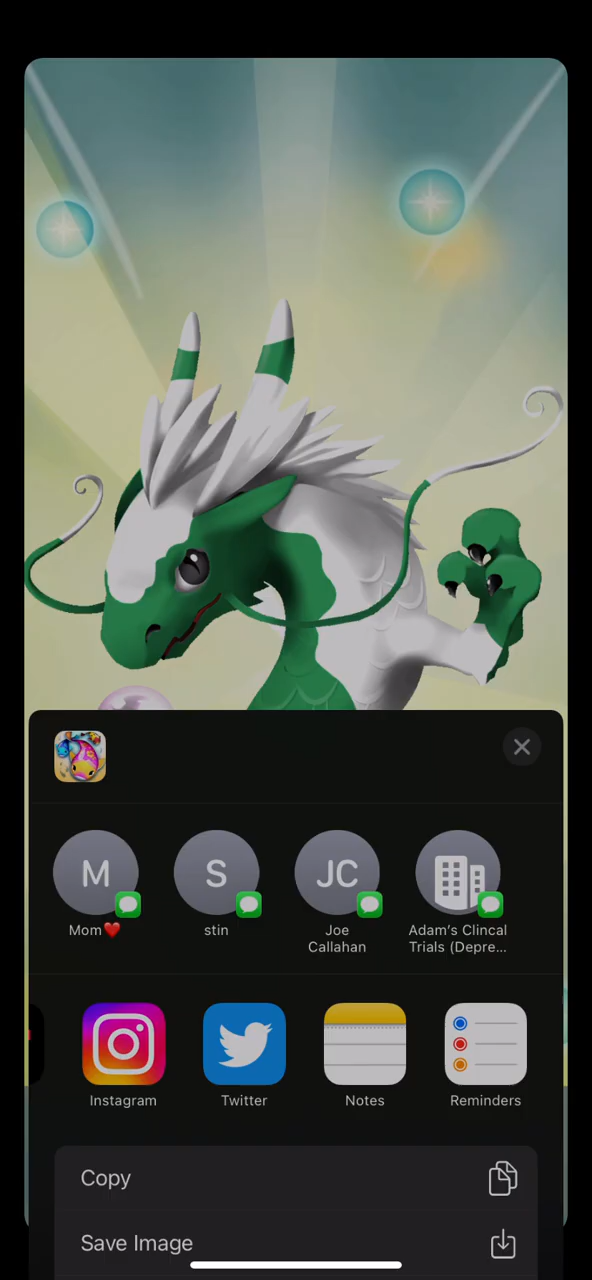 M
S
JC
Mom❤️
stin
Joe
Callahan
Adam's Clincal
Trials (Depre...
Instagram
Twitter
Notes
Reminders
Copy
Save Image